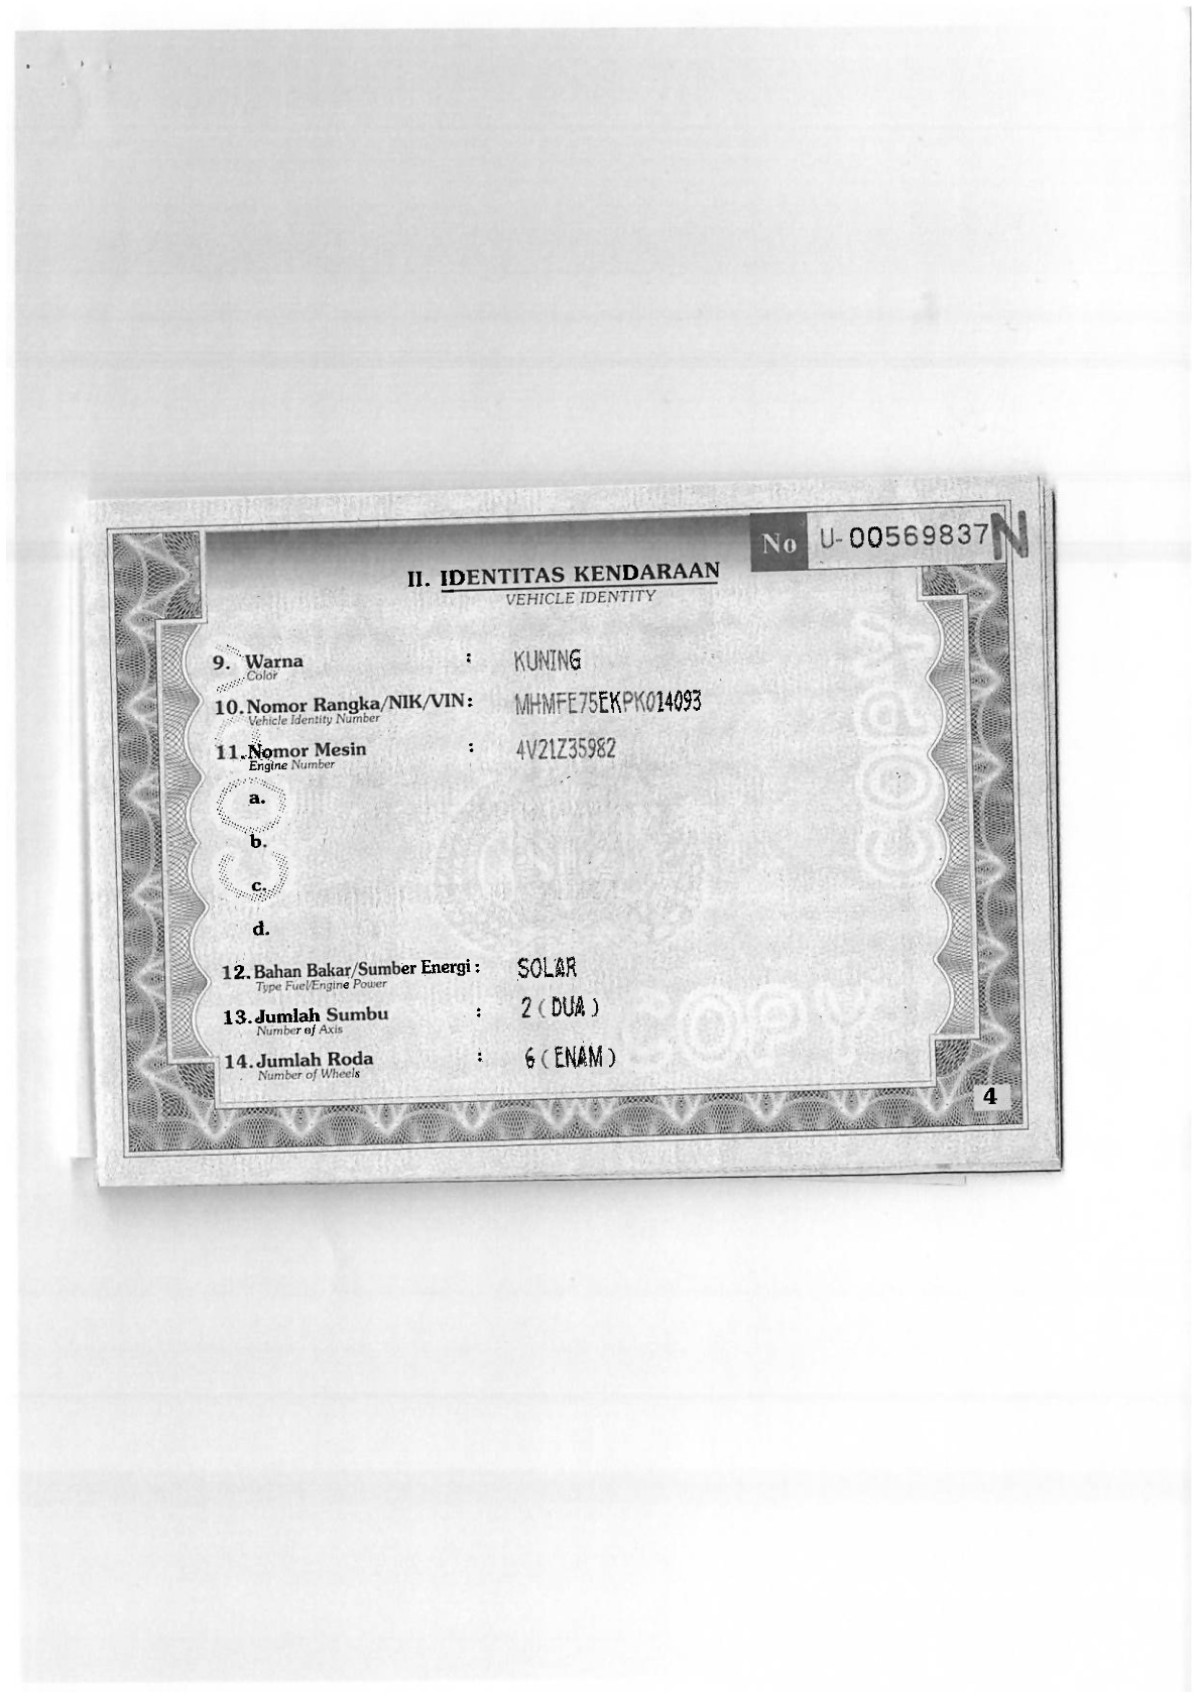 No U-00569837 N
II. IDENTITAS KENDARAAN
VEHICLE IDENTITY
9. Warna : KUNING
Color
10. Nomor Rangka/NIK/VIN: MHMFE75EKPK014093
Vehicle Identity Number
11. Nomor Mesin : 4V21Z35982
Engine Number
a.
b.
c.
d.
12. Bahan Bakar/Sumber Energi : SOLAR
Type Fuel/Engine Power
13. Jumlah Sumbu : 2 ( DUA )
Number of Axis
14. Jumlah Roda : 6 ( ENAM )
Number of Wheels
COPY
4